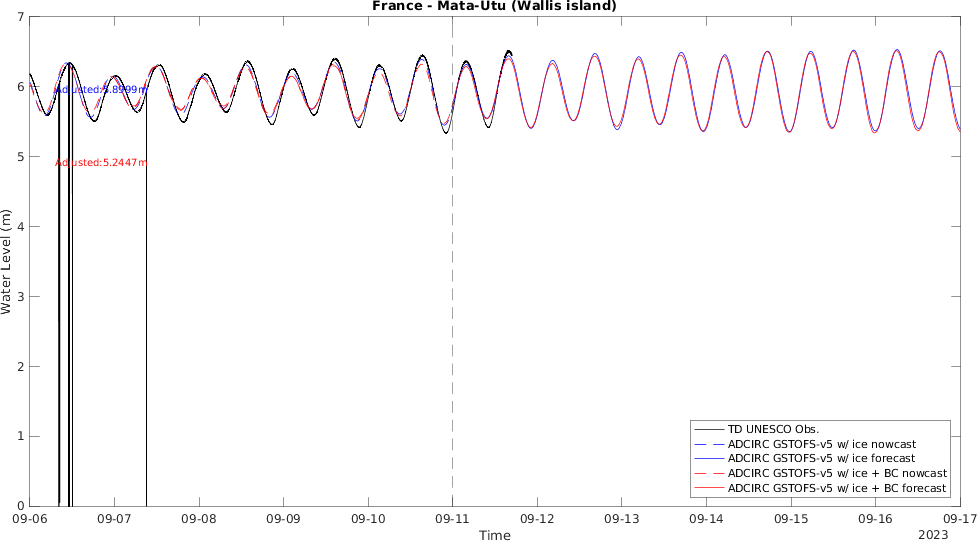 France - Mata-Utu (Wallis island)
7
6
5
4
3
2
1
0
Water Level (m)
Adjusted:5.8999m
Adjusted:5.2447m
TD UNESCO Obs.
ADCIRC GSTOFS-v5 w/ ice nowcast
ADCIRC GSTOFS-v5 w/ ice forecast
ADCIRC GSTOFS-v5 w/ ice + BC nowcast
ADCIRC GSTOFS-v5 w/ ice + BC forecast
09-06 09-07 09-08 09-09 09-10 09-11 09-12 09-13 09-14 09-15 09-16 09-17
Time
2023